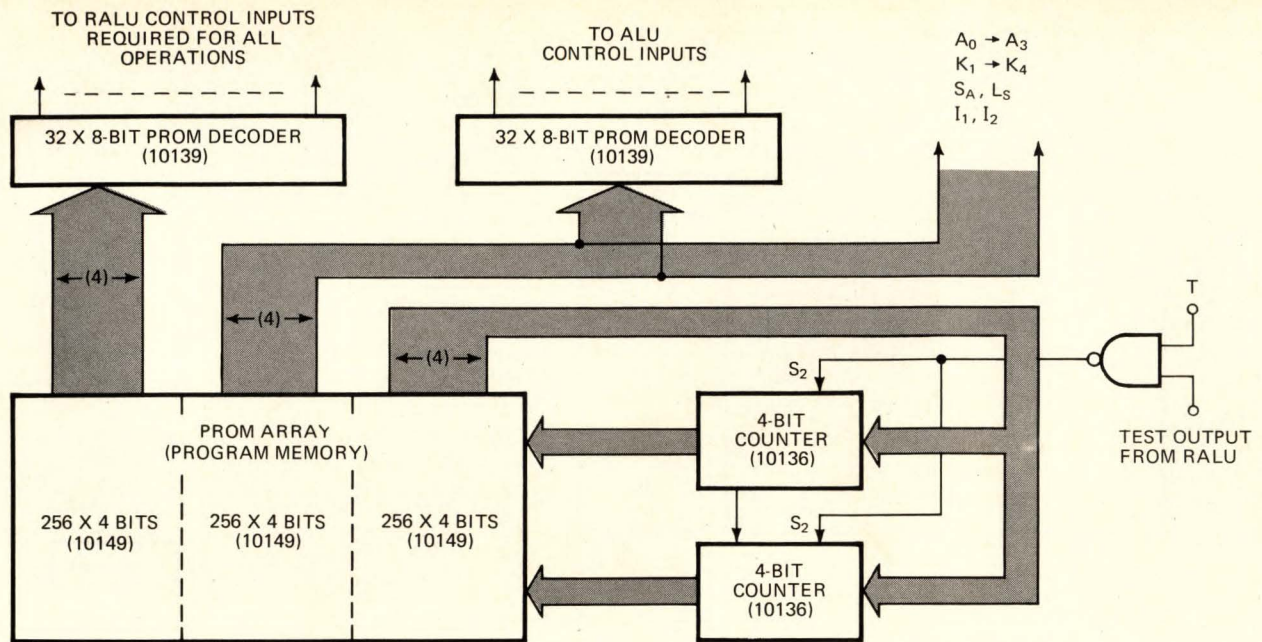 TO RALU CONTROL INPUTS
REQUIRED FOR ALL
OPERATIONS
TO ALU
CONTROL INPUTS
A₀ → A₃
K₁ → K₄
S_A, L_S
I₁, I₂
32 X 8-BIT PROM DECODER
(10139)
32 X 8-BIT PROM DECODER
(10139)
(4)
(4)
(4)
T
TEST OUTPUT
FROM RALU
S₂
4-BIT
COUNTER
(10136)
S₂
4-BIT
COUNTER
(10136)
PROM ARRAY
(PROGRAM MEMORY)
256 X 4 BITS
(10149)
256 X 4 BITS
(10149)
256 X 4 BITS
(10149)